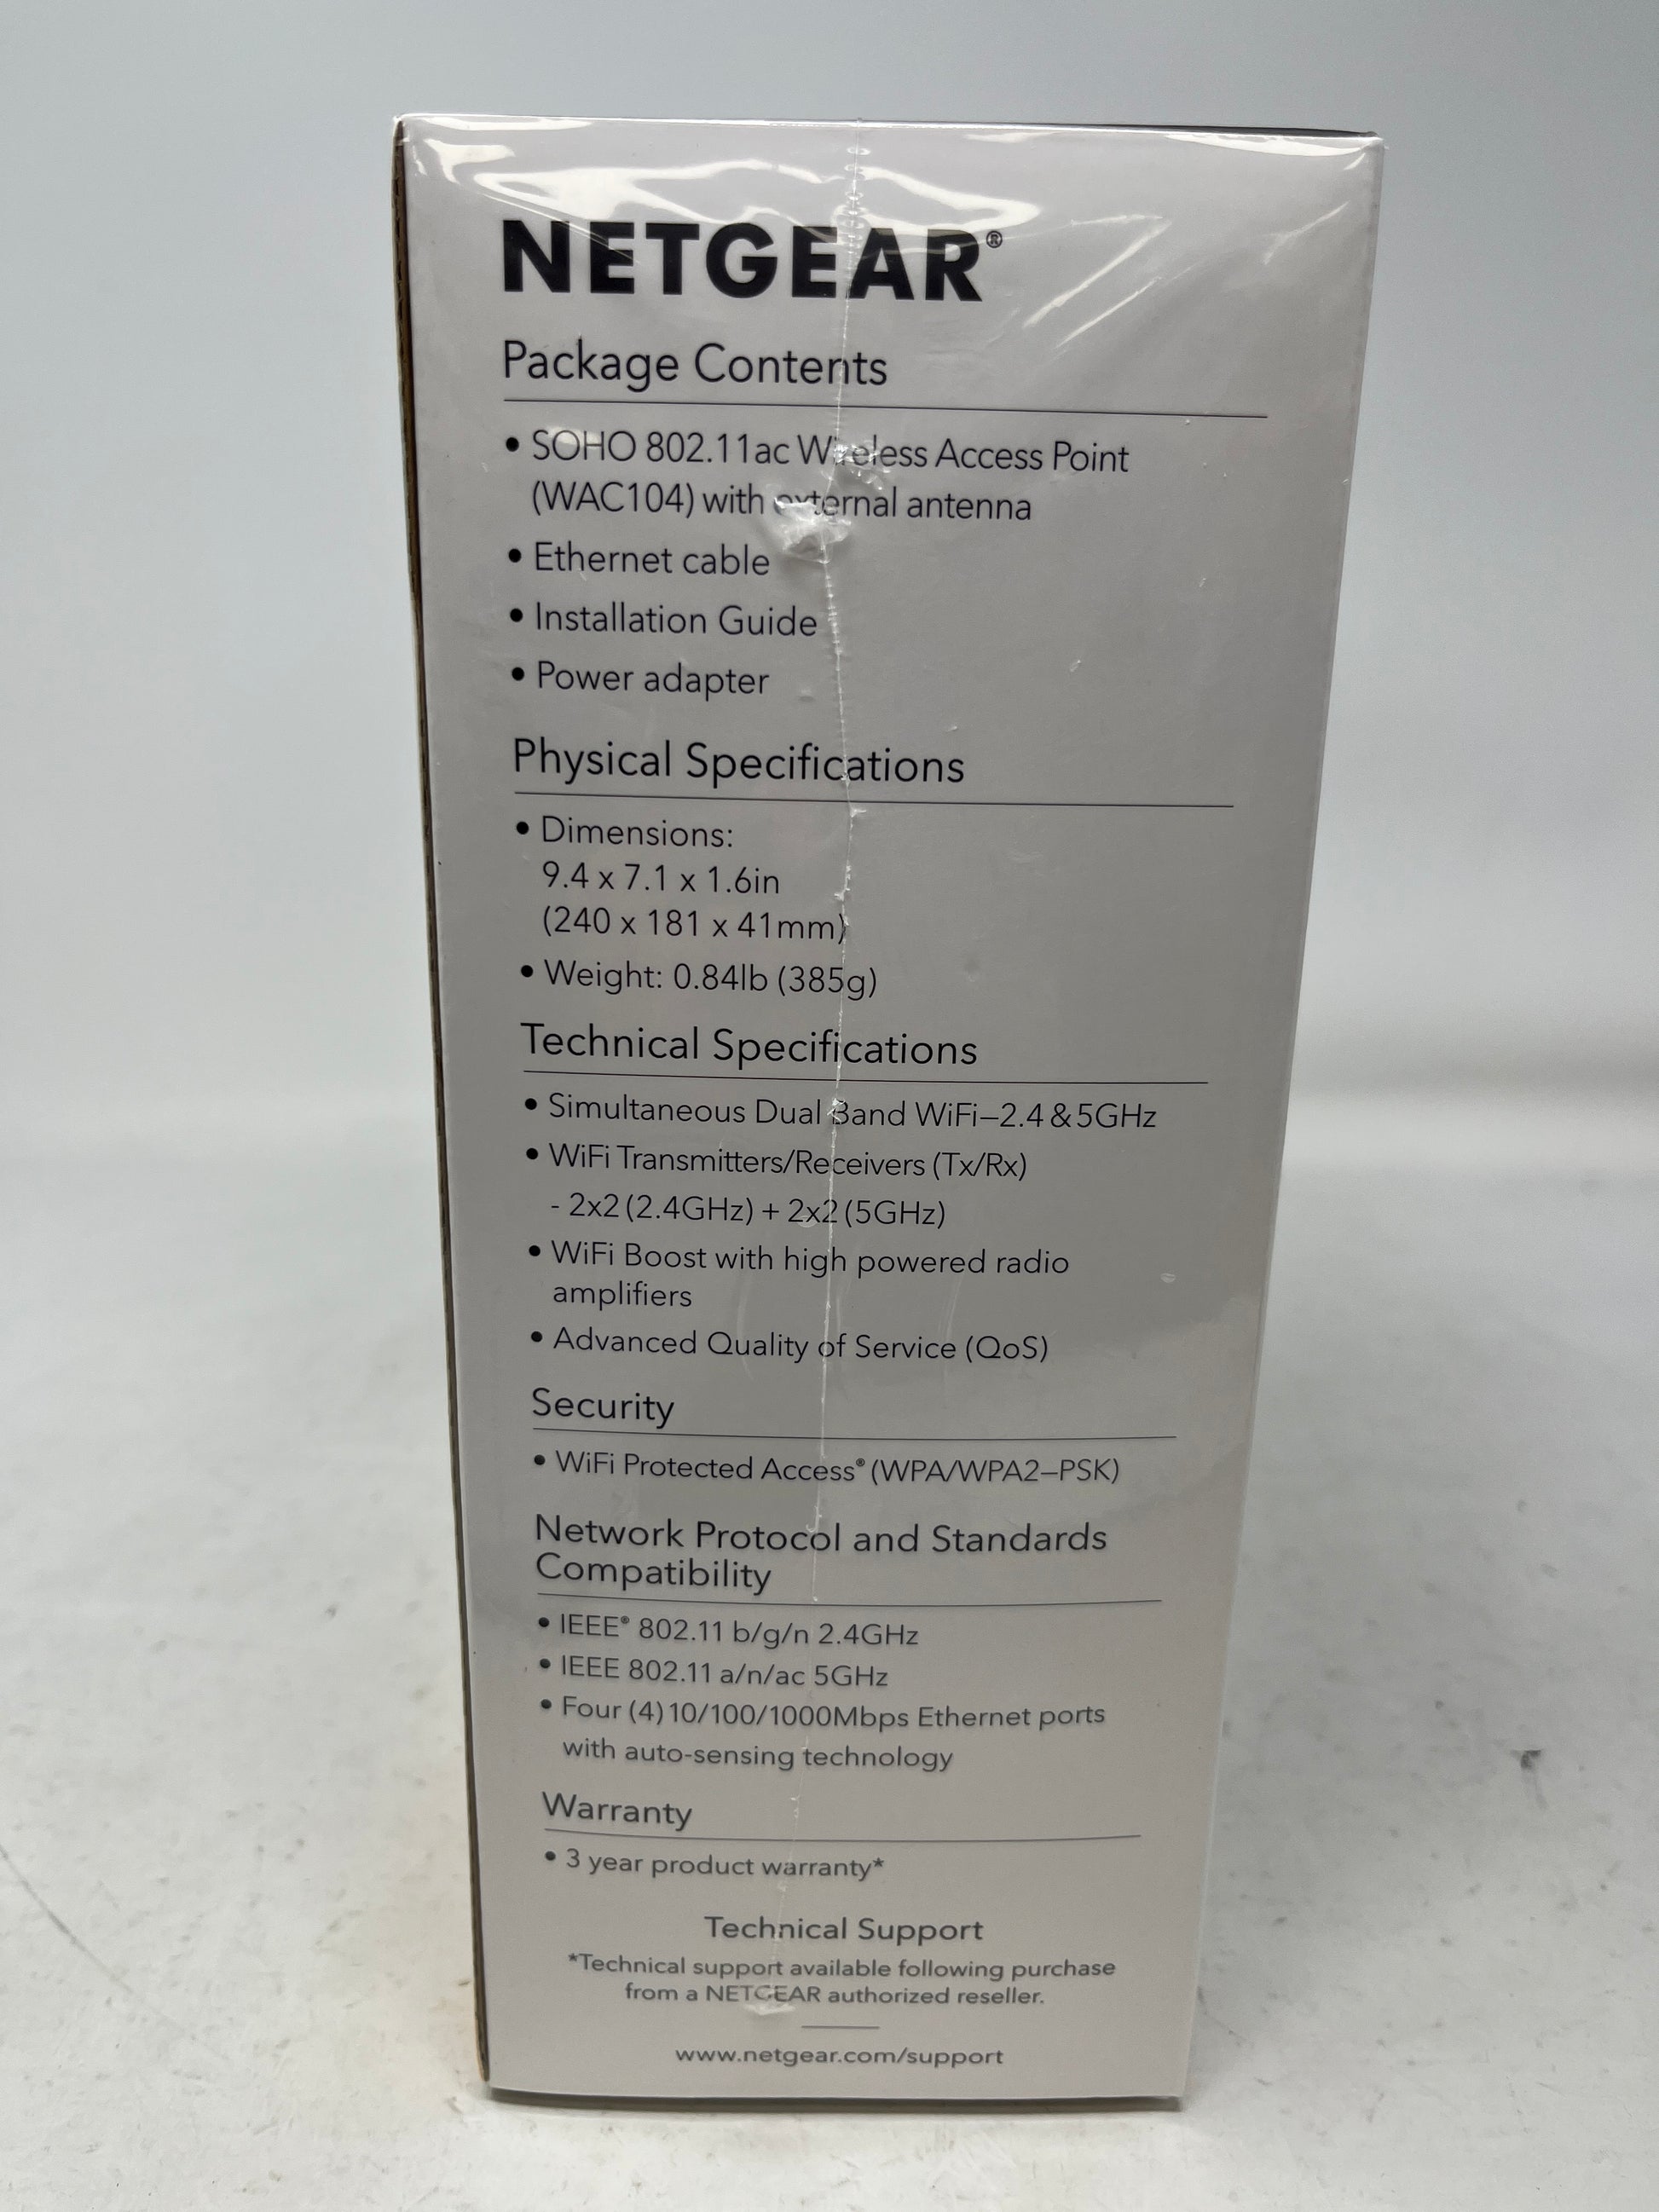 NETGEAR®
Package Contents
• SOHO 802.11ac Wireless Access Point
(WAC104) with external antenna
• Ethernet cable
• Installation Guide
• Power adapter
Physical Specifications
• Dimensions:
9.4 x 7.1 x 1.6in
(240 x 181 x 41mm)
• Weight: 0.84lb (385g)
Technical Specifications
• Simultaneous Dual Band WiFi–2.4 & 5GHz
• WiFi Transmitters/Receivers (Tx/Rx)
- 2x2 (2.4GHz) + 2x2 (5GHz)
• WiFi Boost with high powered radio
amplifiers
• Advanced Quality of Service (QoS)
Security
• WiFi Protected Access® (WPA/WPA2–PSK)
Network Protocol and Standards
Compatibility
• IEEE® 802.11 b/g/n 2.4GHz
• IEEE 802.11 a/n/ac 5GHz
• Four (4) 10/100/1000Mbps Ethernet ports
with auto-sensing technology
Warranty
• 3 year product warranty*
Technical Support
*Technical support available following purchase
from a NETGEAR authorized reseller.
www.netgear.com/support